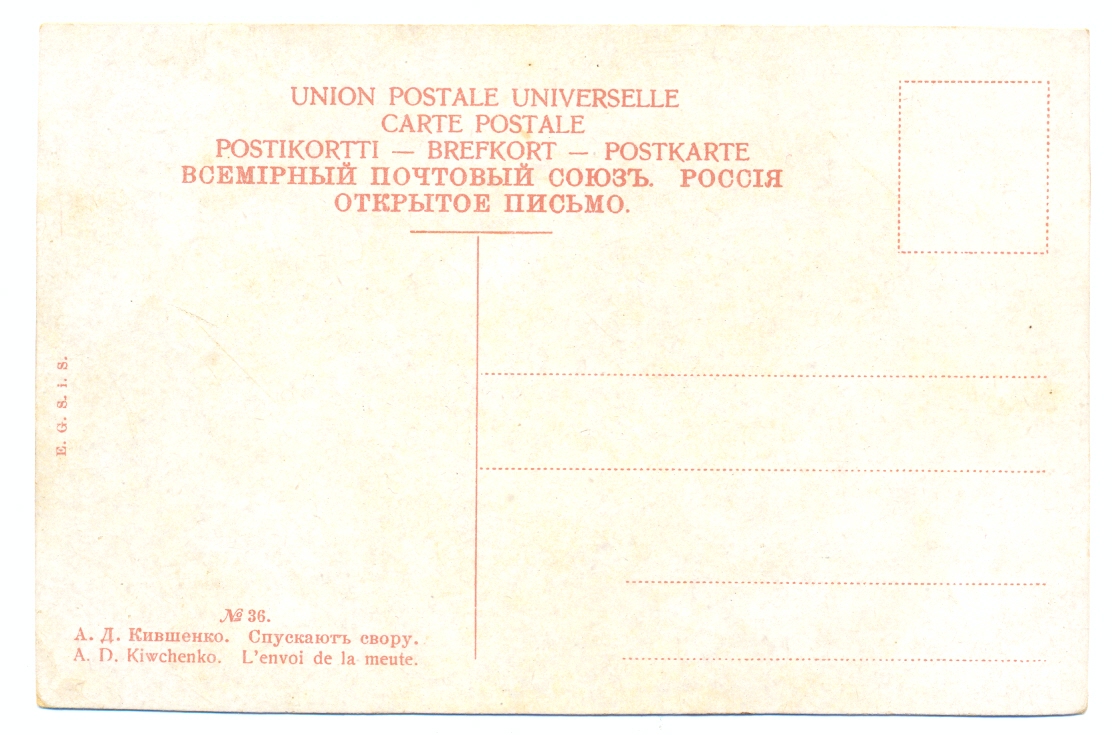 UNION POSTALE UNIVERSELLE
CARTE POSTALE
POSTIKORTTI — BREFKORT — POSTKARTE
ВСЕМІРНЫЙ ПОЧТОВЫЙ СОЮЗЪ. РОССІЯ
ОТКРЫТОЕ ПИСЬМО.
E. G. S. i. S.
№ 36.
А. Д. Кившенко. Спускаютъ свору.
A. D. Kiwchenko. L'envoi de la meute.